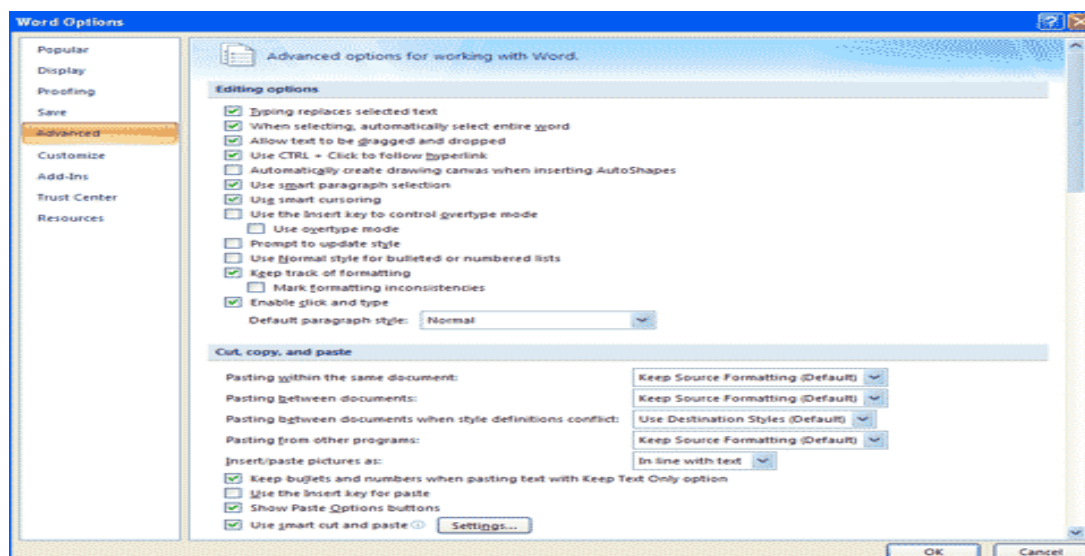 Word Options
Popular
Display
Proofing
Save
Advanced
Customize
Add-Ins
Trust Center
Resources
Advanced options for working with Word.
Editing options
Typing replaces selected text
When selecting, automatically select entire word
Allow text to be dragged and dropped
Use CTRL + Click to follow hyperlink
Automatically create drawing canvas when inserting AutoShapes
Use smart paragraph selection
Use smart cursoring
Use the Insert key to control overtype mode
Use overtype mode
Prompt to update style
Use Normal style for bulleted or numbered lists
Keep track of formatting
Mark formatting inconsistencies
Enable click and type
Default paragraph style: Normal
Cut, copy, and paste
Pasting within the same document: Keep Source Formatting (Default)
Pasting between documents: Keep Source Formatting (Default)
Pasting between documents when style definitions conflict: Use Destination Styles (Default)
Pasting from other programs: Keep Source Formatting (Default)
Insert/paste pictures as: In line with text
Keep bullets and numbers when pasting text with Keep Text Only option
Use the Insert key for paste
Show Paste Options buttons
Use smart cut and paste Settings...
OK Cancel